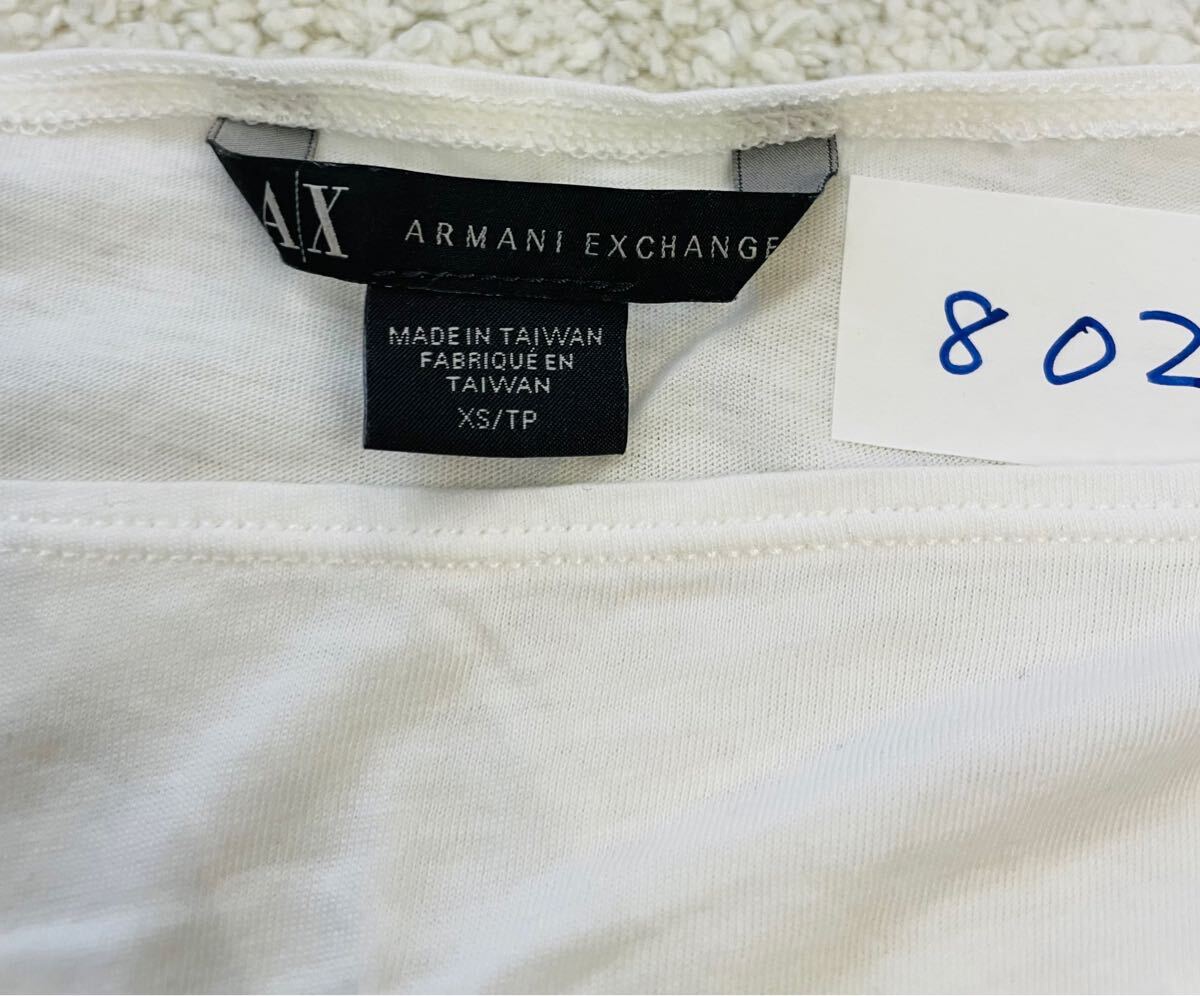 A|X ARMANI EXCHANGE
MADE IN TAIWAN
FABRIQUÉ EN
TAIWAN
XS/TP
802